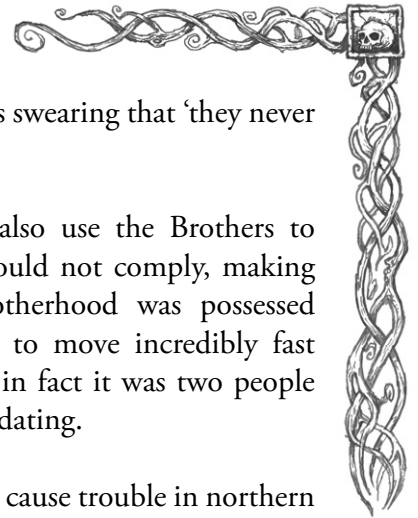 s swearing that ‘they never
also use the Brothers to
ould not comply, making
otherhood was possessed
to move incredibly fast
in fact it was two people
dating.
cause trouble in northern